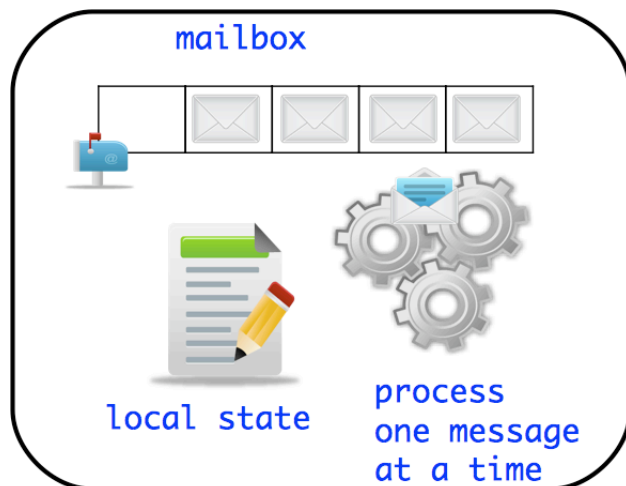 mailbox
@
local state
process
one message
at a time